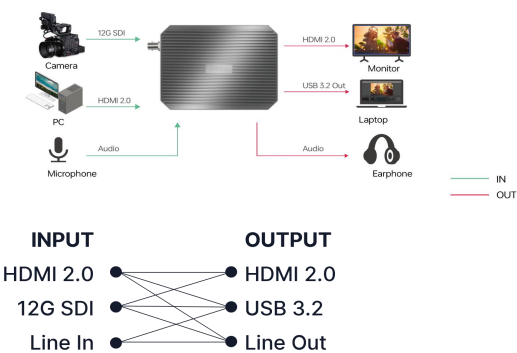 12G SDI
HDMI 2.0
Camera
Monitor
USB 3.2 Out
HDMI 2.0
PC
Laptop
Audio
Audio
Microphone
Earphone
IN
OUT
INPUT
OUTPUT
HDMI 2.0
HDMI 2.0
12G SDI
USB 3.2
Line In
Line Out